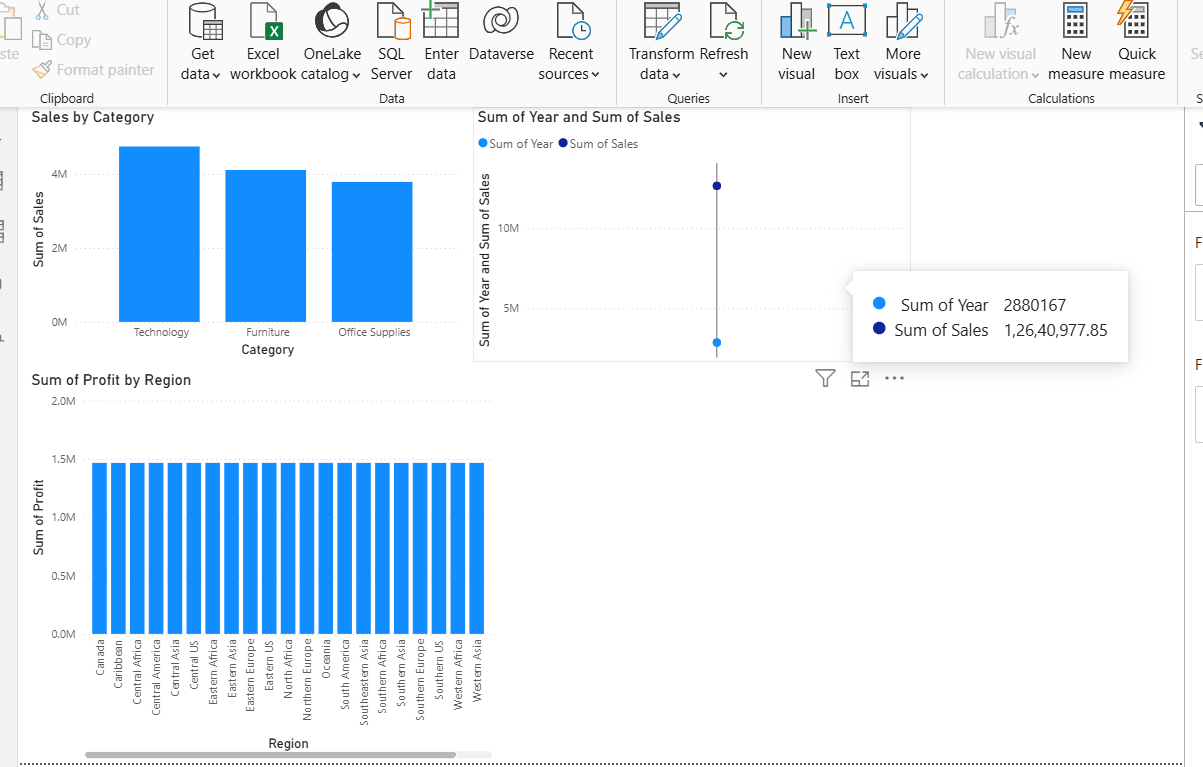 Cut
Copy
ste
Format painter
Clipboard
Get
data
Excel
workbook
OneLake
catalog
SQL
Server
Enter
data
Dataverse
Recent
sources
Data
Transform
data
Refresh
Queries
New
visual
Text
box
More
visuals
Insert
New visual
calculation
New
measure
Quick
measure
Calculations
Se
S
Sales by Category
4M
2M
0M
Sum of Sales
Technology
Furniture
Office Supplies
Category
Sum of Year and Sum of Sales
Sum of Year
Sum of Sales
Sum of Year and Sum of Sales
10M
5M
Sum of Year 2880167
Sum of Sales 1,26,40,977.85
F
F
Sum of Profit by Region
2.0M
1.5M
1.0M
0.5M
0.0M
Sum of Profit
Canada
Caribbean
Central Africa
Central America
Central Asia
Central US
Eastern Africa
Eastern Asia
Eastern Europe
Eastern US
North Africa
Northern Europe
Oceania
South America
Southeastern Asia
Southern Africa
Southern Asia
Southern Europe
Southern US
Western Africa
Western Asia
Region